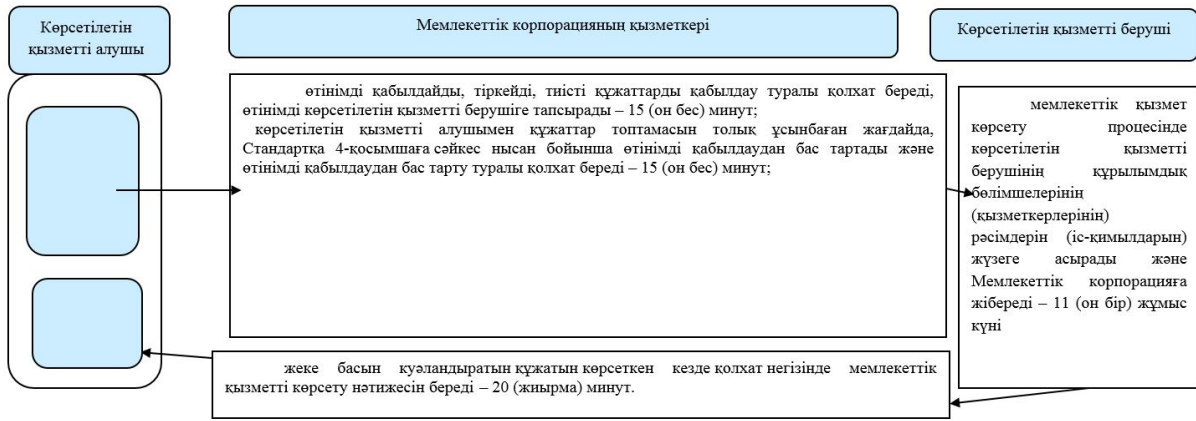 Көрсетілетін
қызметті алушы
Мемлекеттік корпорацияның қызметкері
Көрсетілетін қызметті беруші
өтінімді қабылдайды, тіркейді, тиісті құжаттарды қабылдау туралы қолхат береді,
өтінімді көрсетілетін қызметті берушіге тапсырады – 15 (он бес) минут;
көрсетілетін қызметті алушымен құжаттар топтамасын толық ұсынбаған жағдайда,
Стандартқа 4-қосымшаға сәйкес нысан бойынша өтінімді қабылдаудан бас тартады және
өтінімді қабылдаудан бас тарту туралы қолхат береді – 15 (он бес) минут;
мемлекеттік қызмет
көрсету процесінде
көрсетілетін қызметті
берушінің құрылымдық
бөлімшелерінің
(қызметкерлерінің)
рәсімдерін (іс-қимылдарын)
жүзеге асырады және
Мемлекеттік корпорацияға
жібереді – 11 (он бір) жұмыс
күні
жеке басын куәландыратын құжатын көрсеткен кезде қолхат негізінде мемлекеттік
қызметті көрсету нәтижесін береді – 20 (жиырма) минут.